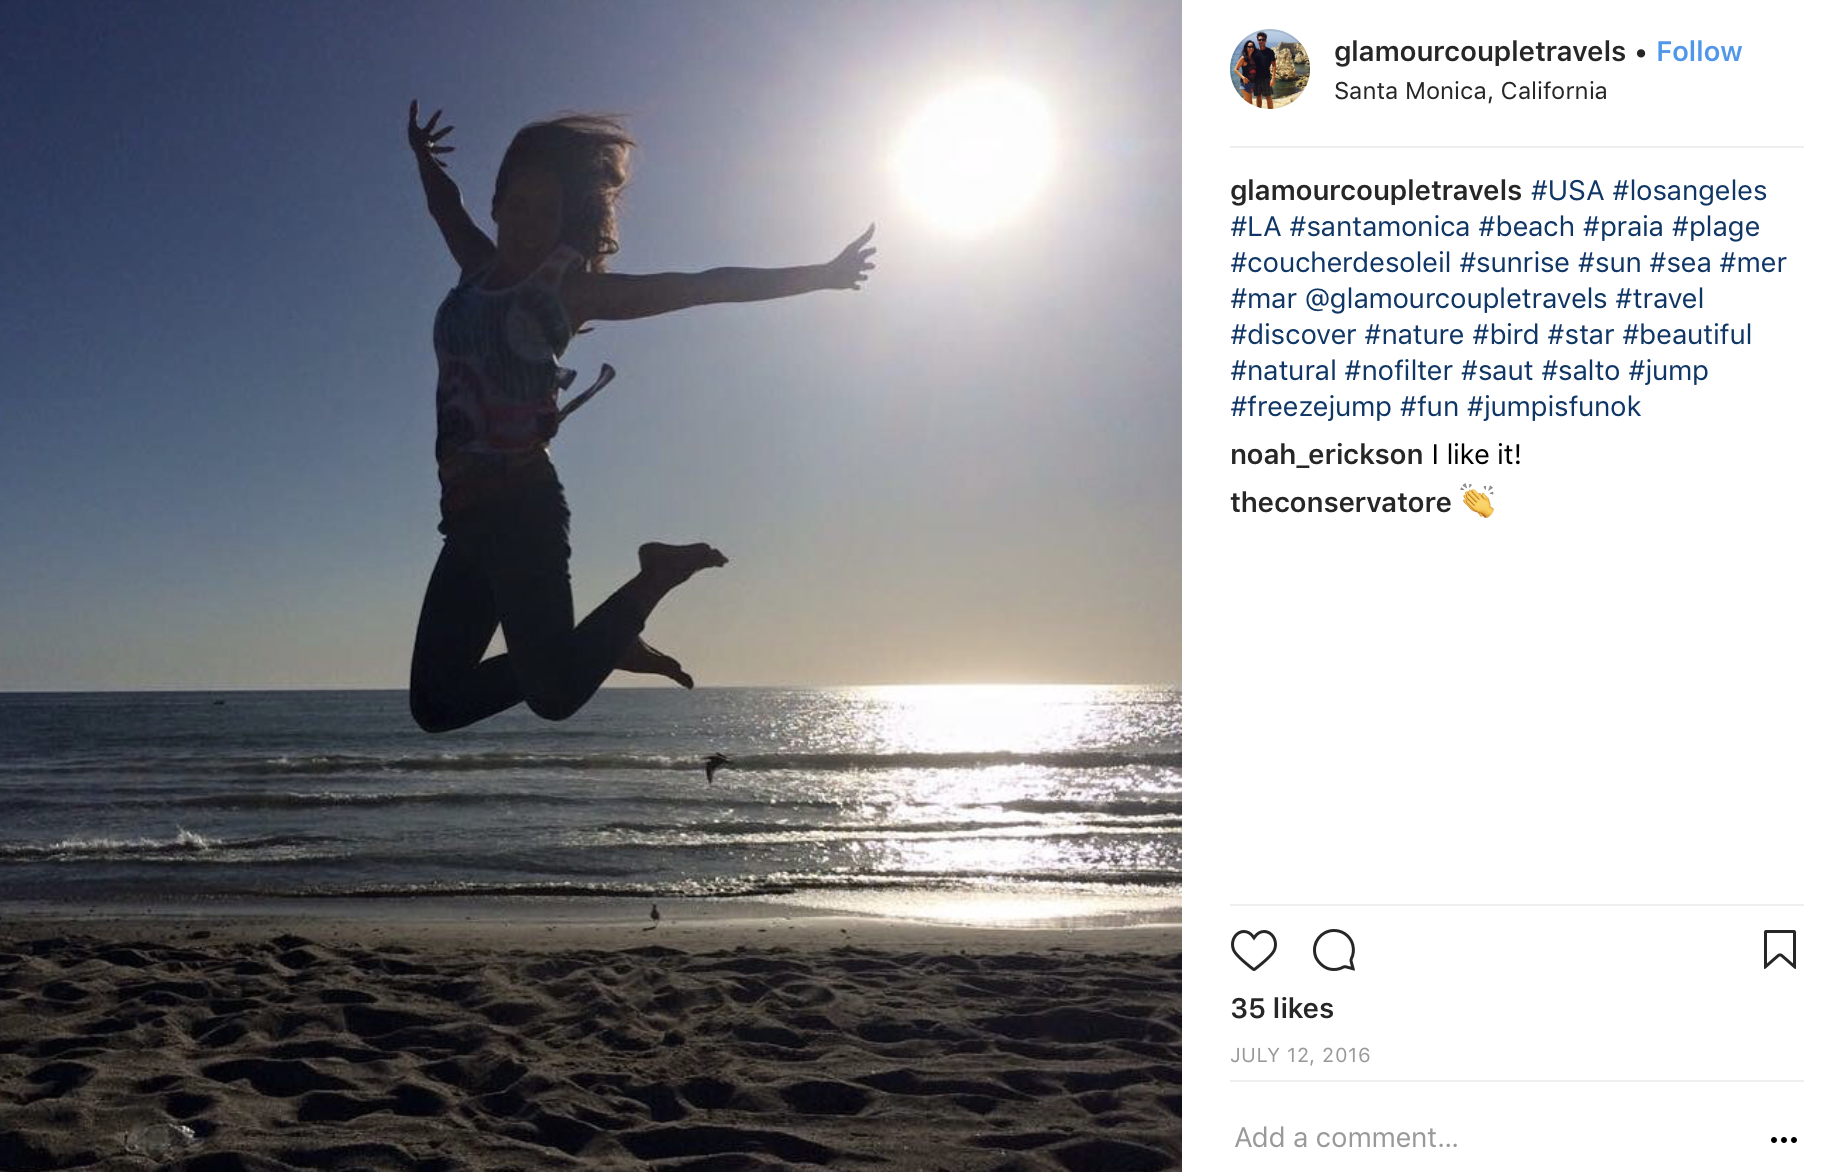 glamourcoupletravels • Follow
Santa Monica, California
glamourcoupletravels #USA #losangeles
#LA #santamonica #beach #praia #plage
#coucherdesoleil #sunrise #sun #sea #mer
#mar @glamourcoupletravels #travel
#discover #nature #bird #star #beautiful
#natural #nofilter #saut #salto #jump
#freezejump #fun #jumpisfunok
noah_erickson I like it!
theconservatore 👏
35 likes
JULY 12, 2016
Add a comment...